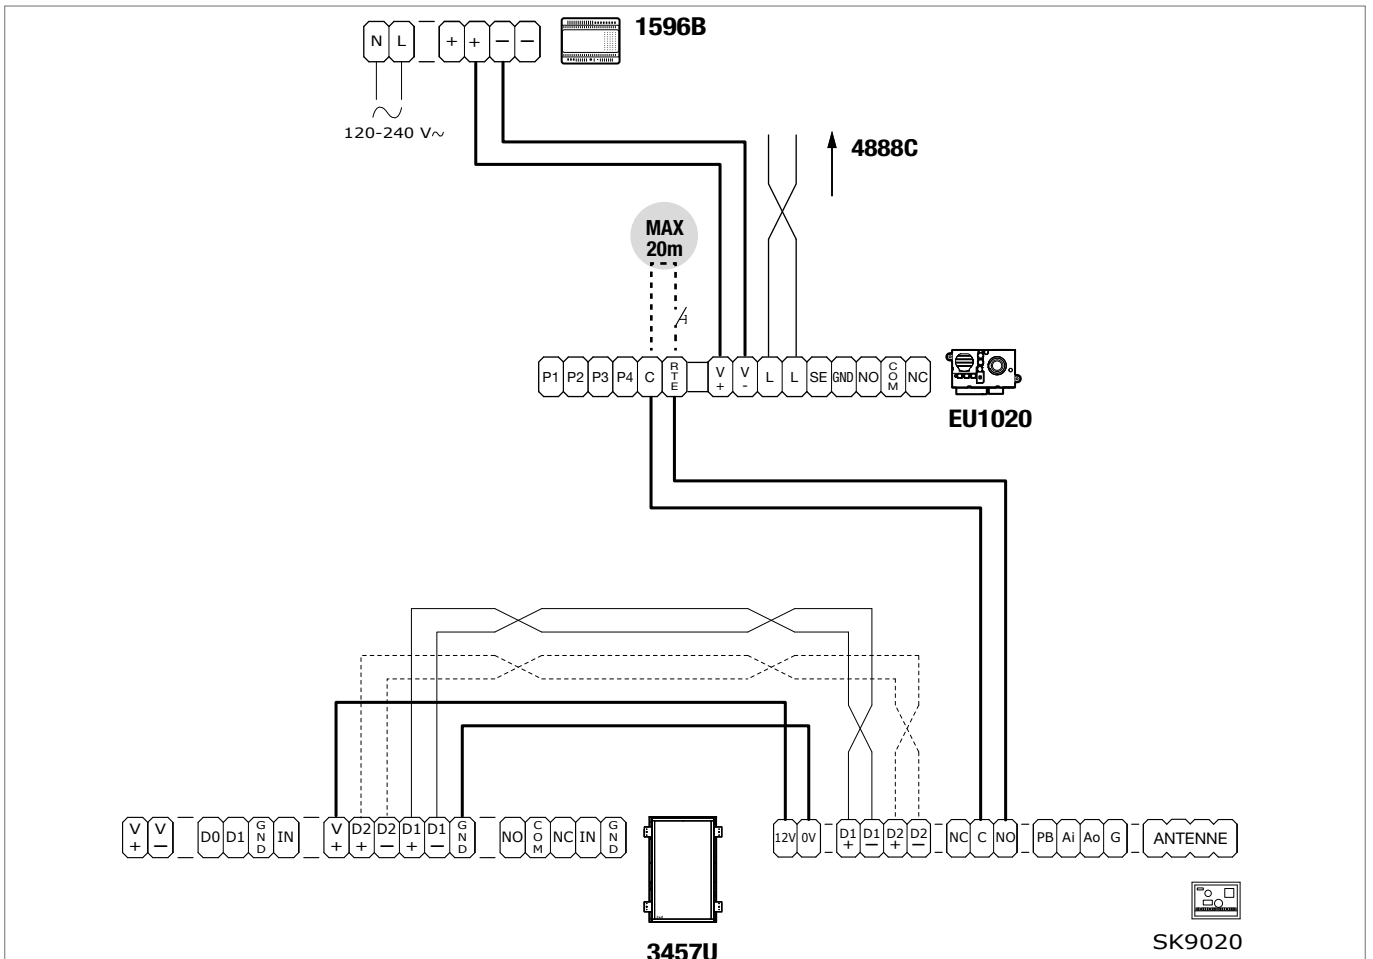 1596B
N L + + — —
120-240 V~
4888C
MAX
20m
P1 P2 P3 P4 C RTE V+ V- L L SE GND NO COM NC
EU1020
V+ V— D0 D1 GND IN V+ D2+ D2— D1+ D1— GND NO COM NC IN GND
12V 0V D1+ D1— D2+ D2— NC C NO PB Ai Ao G ANTENNE
3457U
SK9020